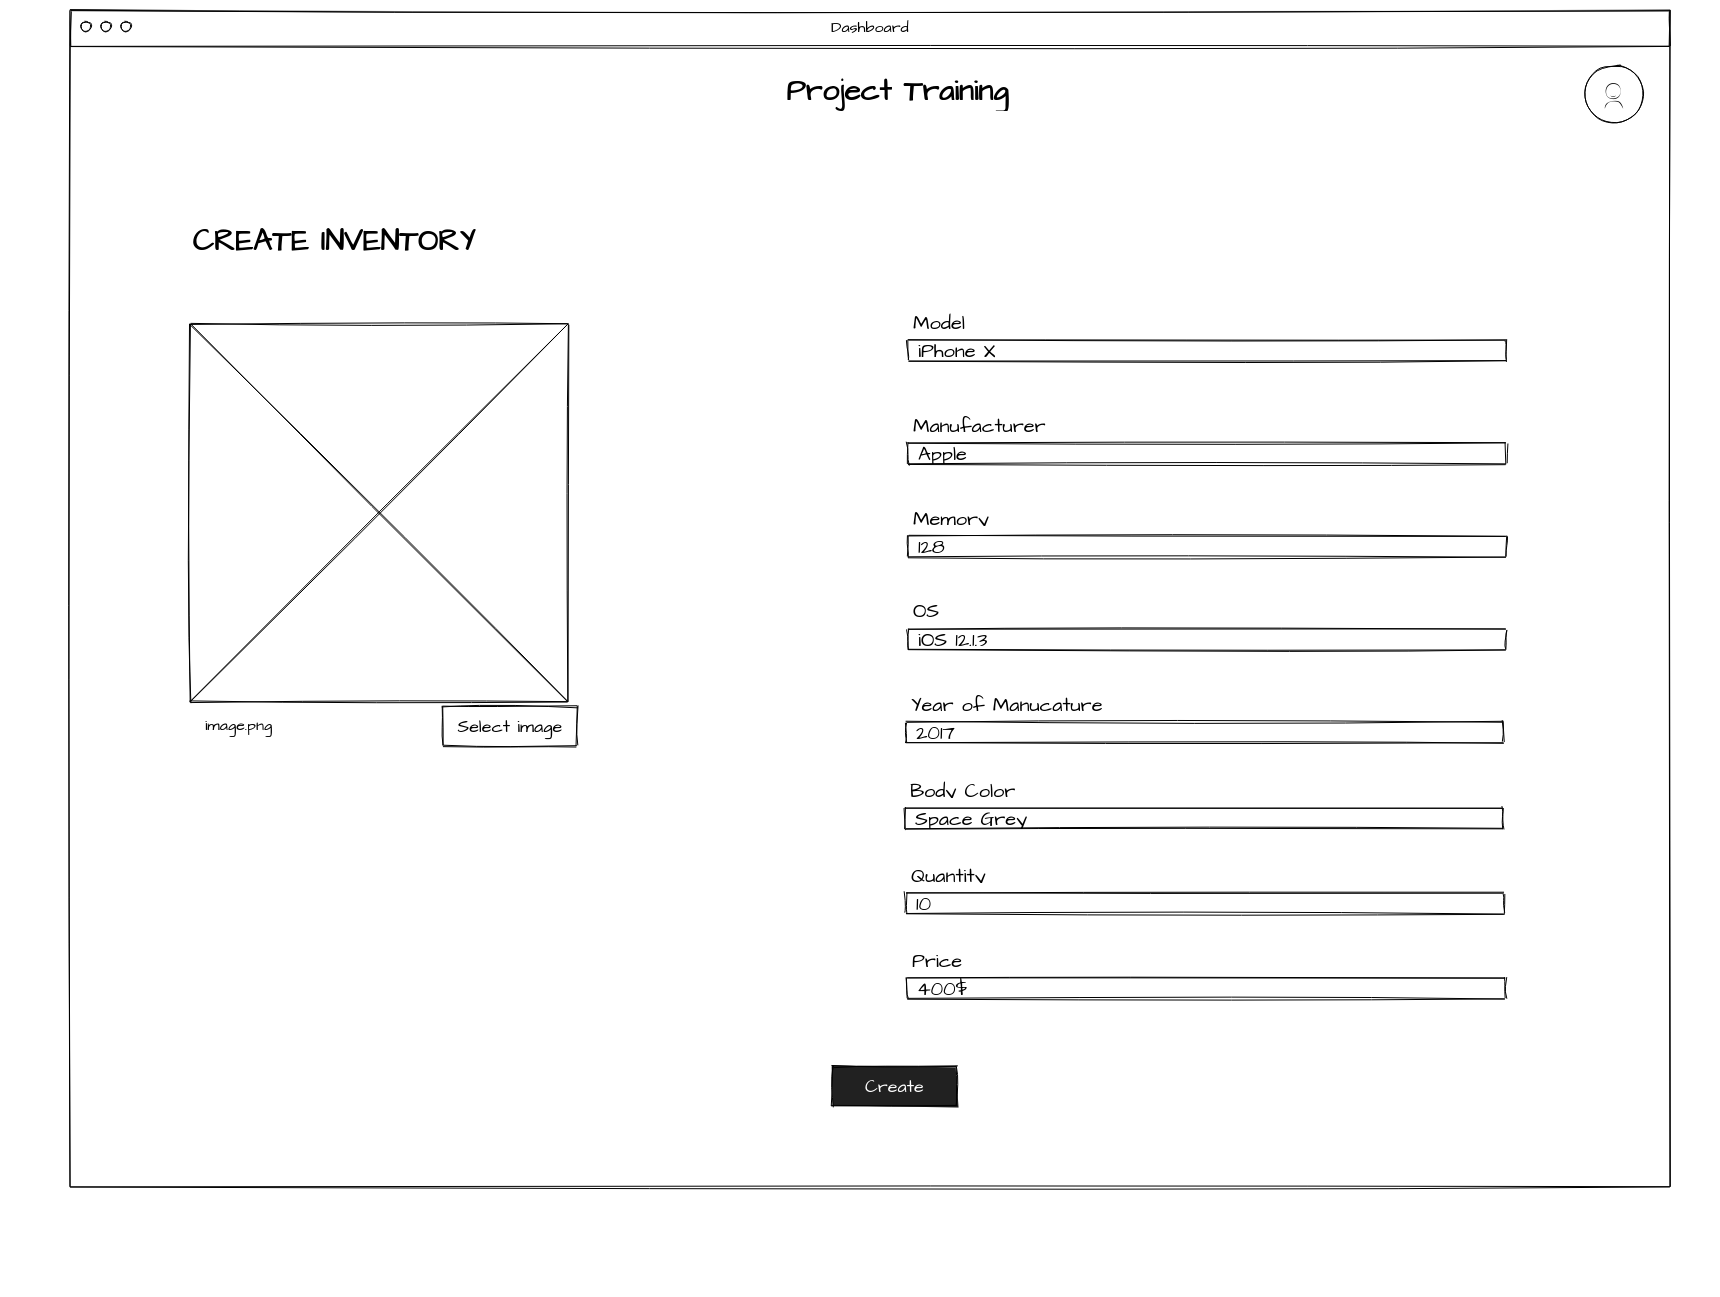 Dashboard
Project Training
CREATE INVENTORY
image.png
Select image
Model
iPhone X
Manufacturer
Apple
Memory
128
OS
iOS 12.1.3
Year of Manucature
2017
Body Color
Space Grey
Quantity
10
Price
400$
Create